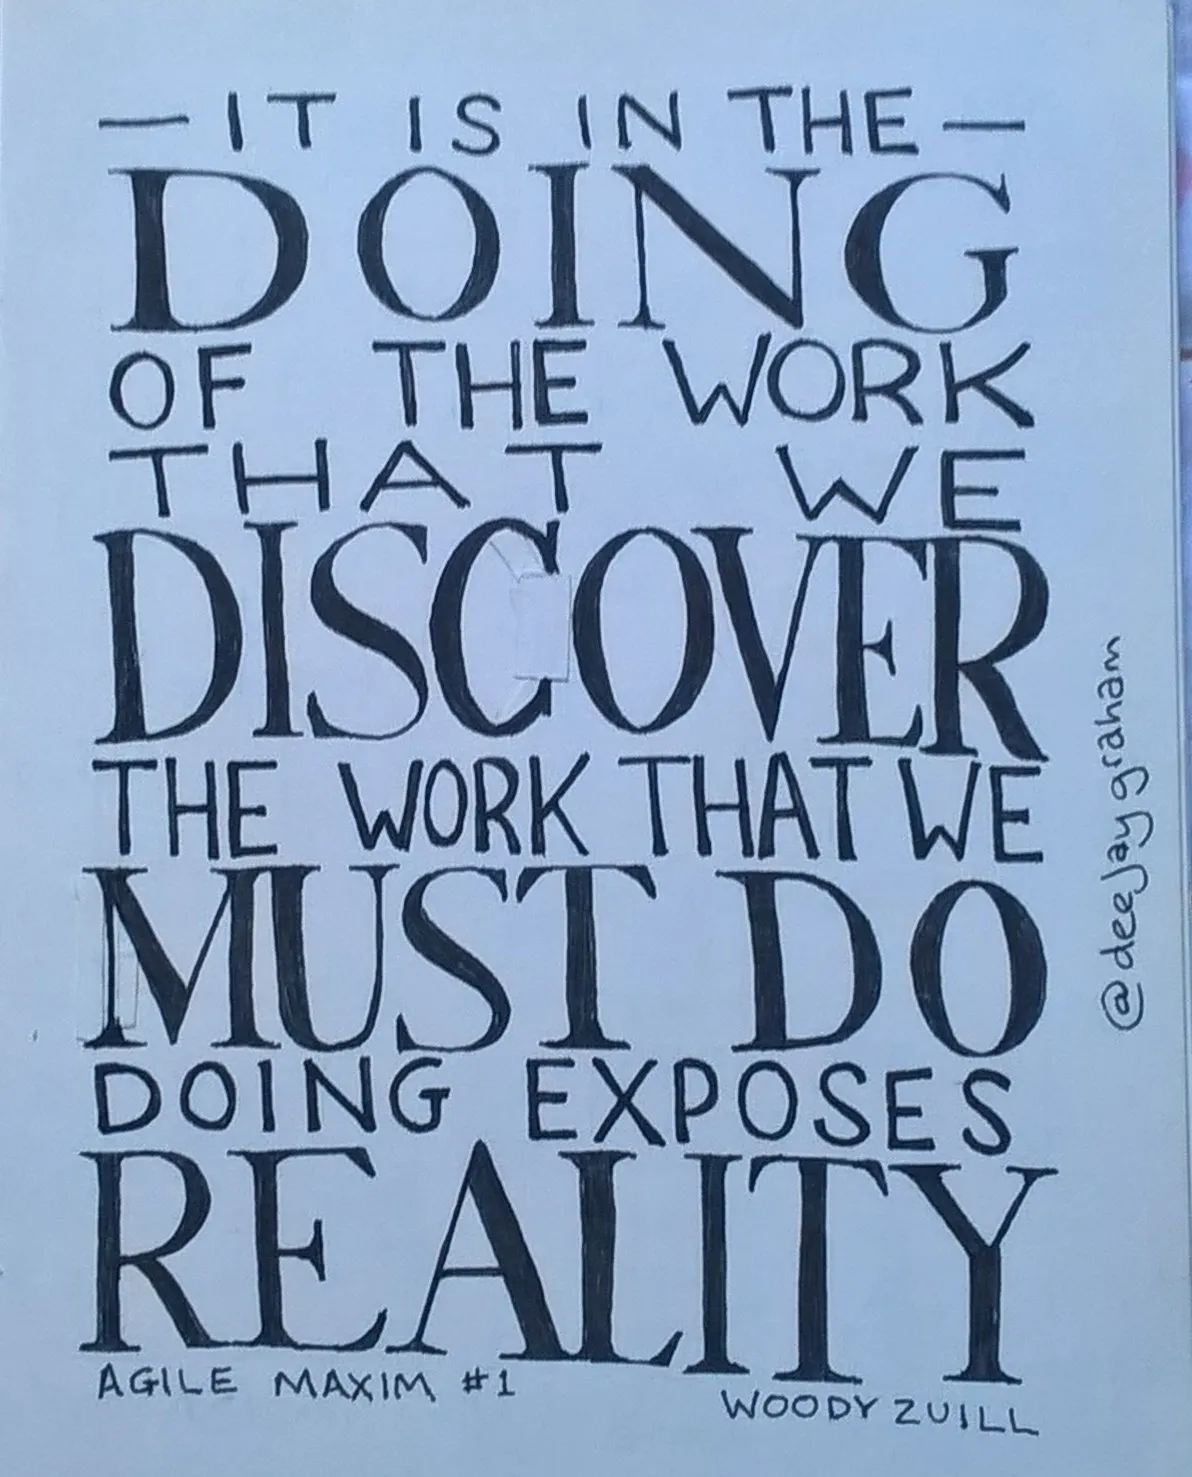 — IT IS IN THE —
DOING
OF THE WORK
THAT WE
DISCOVER
THE WORK THAT WE
MUST DO
DOING EXPOSES
REALITY
AGILE MAXIM #1
WOODY ZUILL
@deejaygraham